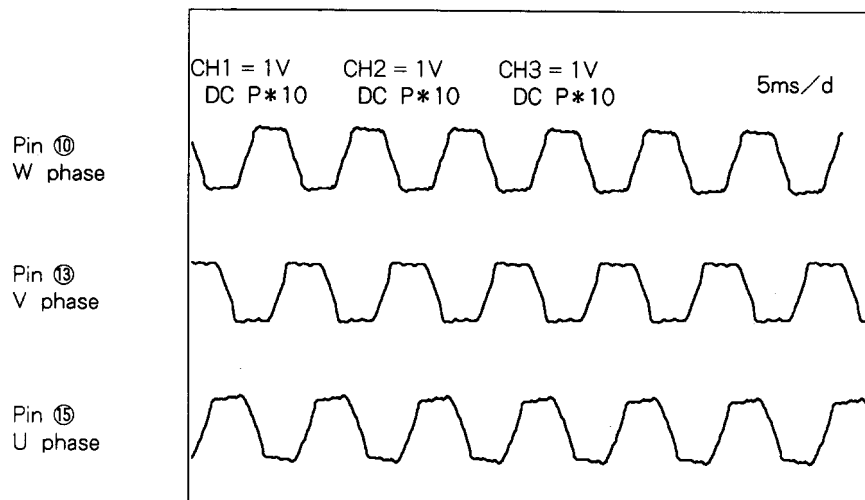 CH1 = 1V CH2 = 1V CH3 = 1V
DC P*10 DC P*10 DC P*10 5ms/d
Pin ⑩
W phase
Pin ⑬
V phase
Pin ⑮
U phase